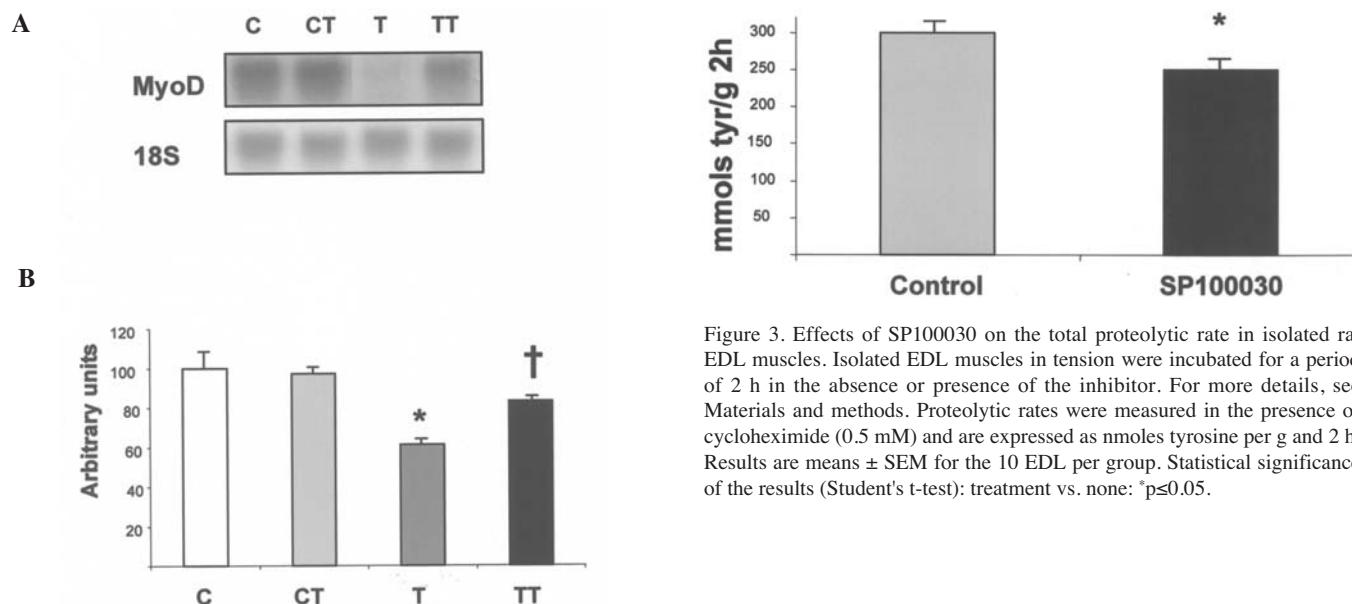 A
C CT T TT
MyoD
18S
B
Arbitrary units
120
100
80
60
40
20
*
†
C CT T TT
mmols tyr/g 2h
300
250
200
150
100
50
*
Control SP100030
Figure 3. Effects of SP100030 on the total proteolytic rate in isolated ra
EDL muscles. Isolated EDL muscles in tension were incubated for a period
of 2 h in the absence or presence of the inhibitor. For more details, see
Materials and methods. Proteolytic rates were measured in the presence o
cycloheximide (0.5 mM) and are expressed as nmoles tyrosine per g and 2 h
Results are means ± SEM for the 10 EDL per group. Statistical significance
of the results (Student's t-test): treatment vs. none: *p≤0.05.